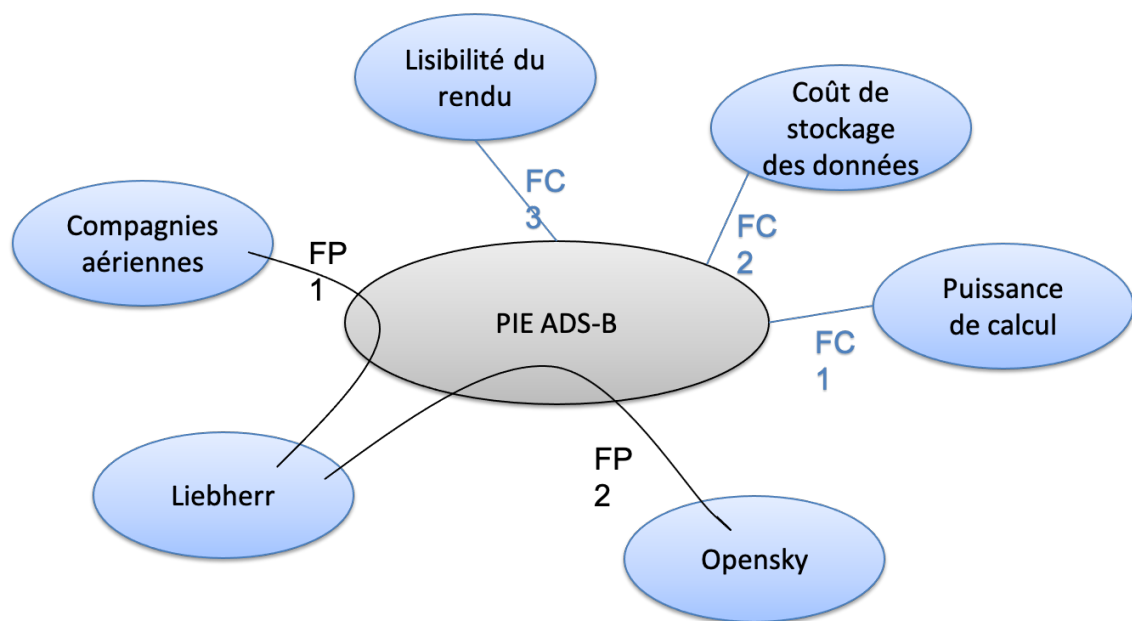 Lisibilité du
rendu
Coût de
stockage
des données
FC
3
Compagnies
aériennes
FP
1
FC
2
Puissance
de calcul
PIE ADS-B
FC
1
Liebherr
FP
2
Opensky